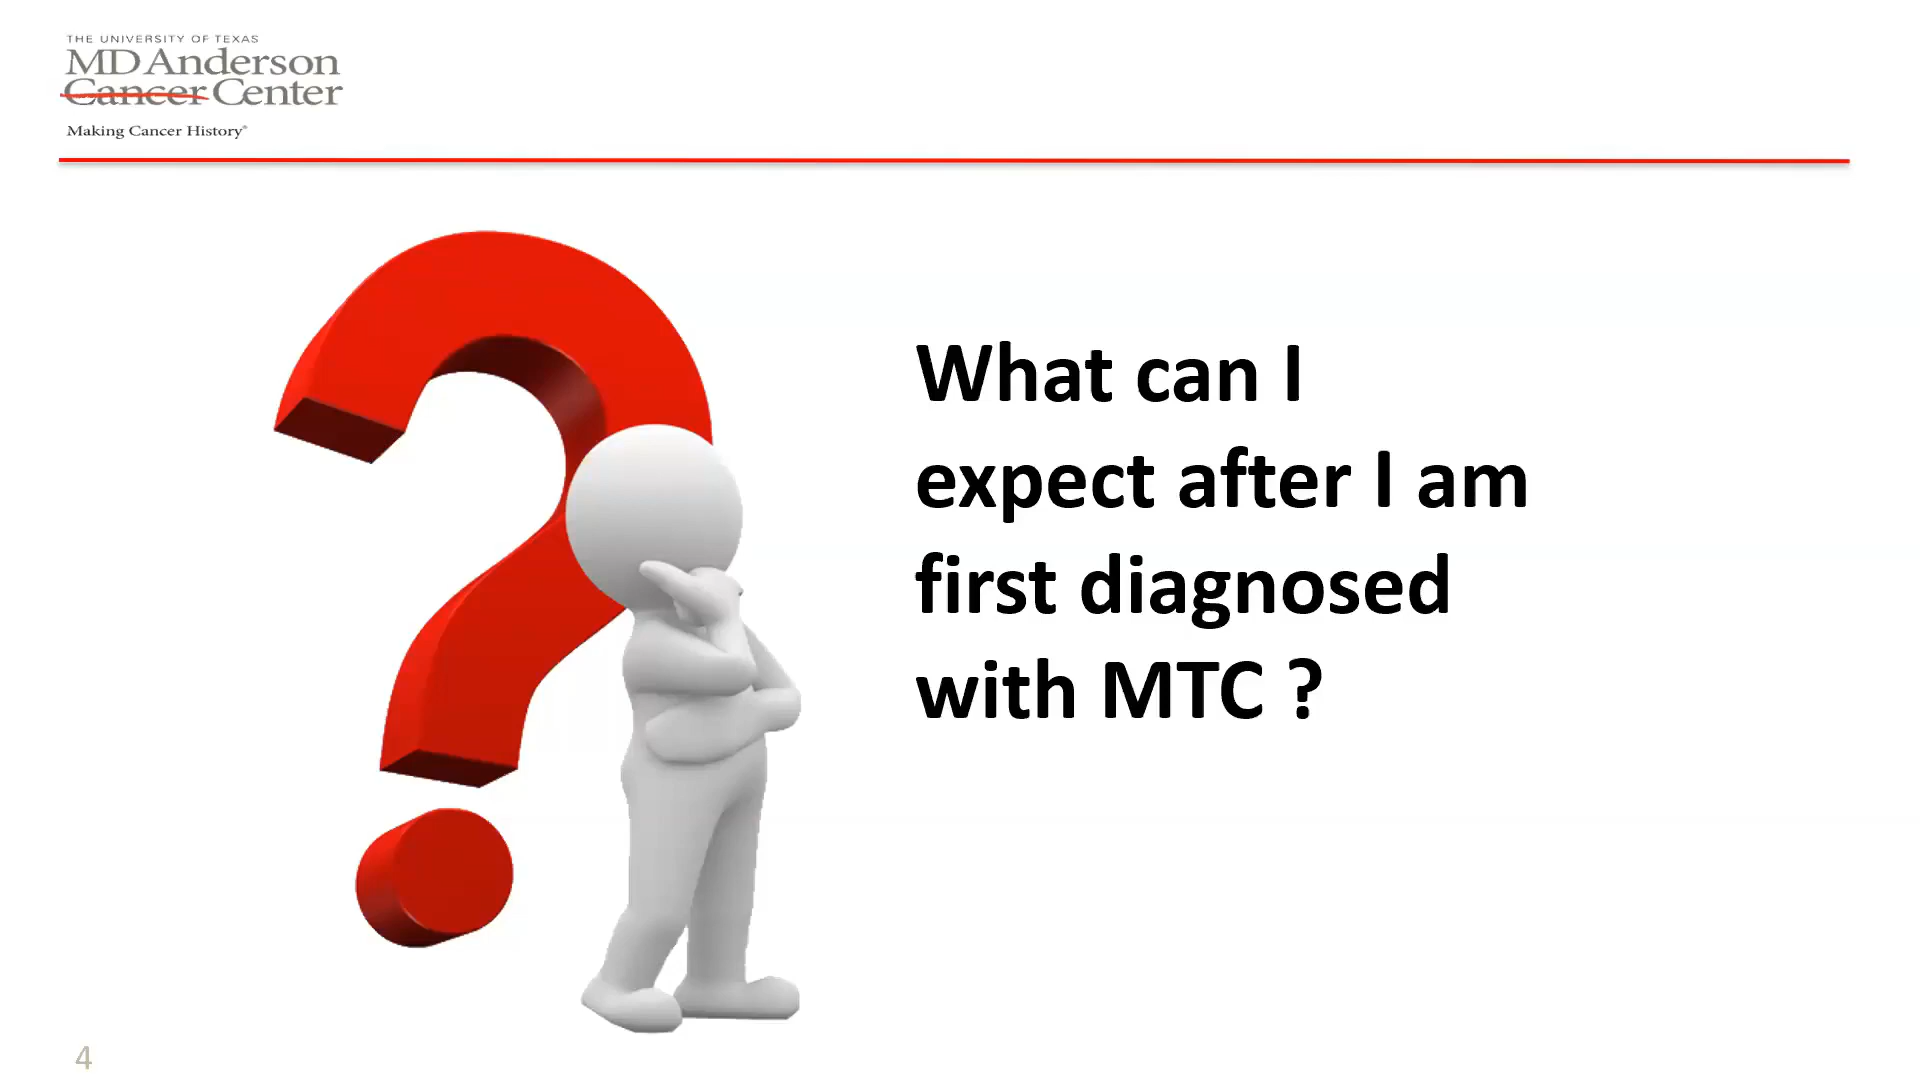 THE UNIVERSITY OF TEXAS
MD Anderson
Cancer Center
Making Cancer History®
What can I
expect after I am
first diagnosed
with MTC ?
4